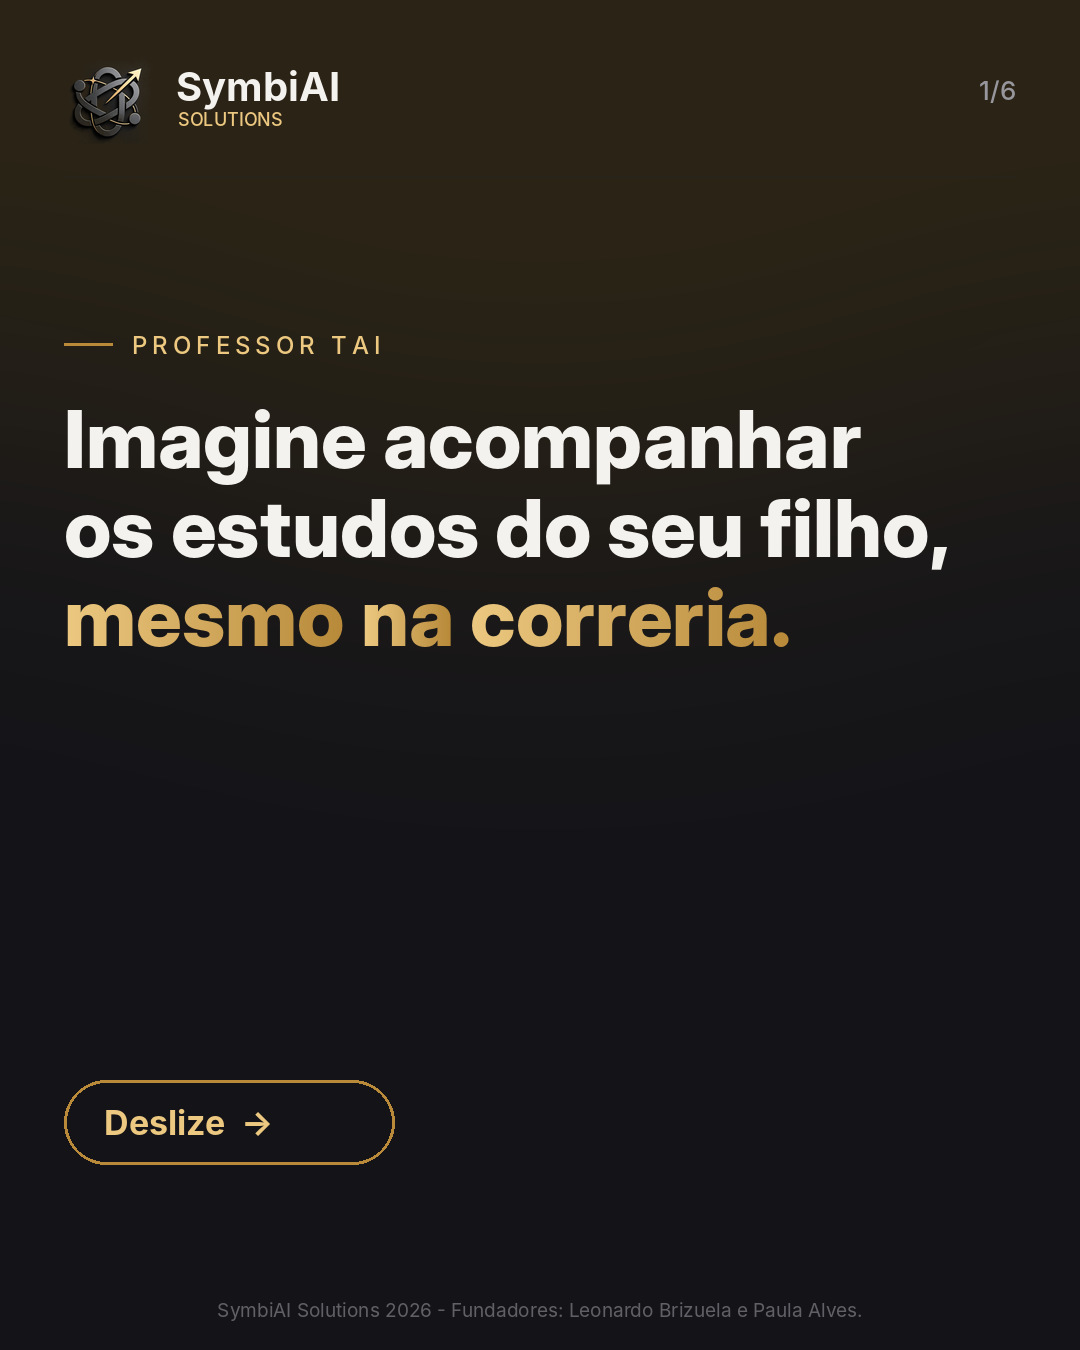 SymbiAI
SOLUTIONS
1/6
PROFESSOR TAI
Imagine acompanhar
os estudos do seu filho,
mesmo na correria.
Deslize →
SymbiAI Solutions 2026 - Fundadores: Leonardo Brizuela e Paula Alves.